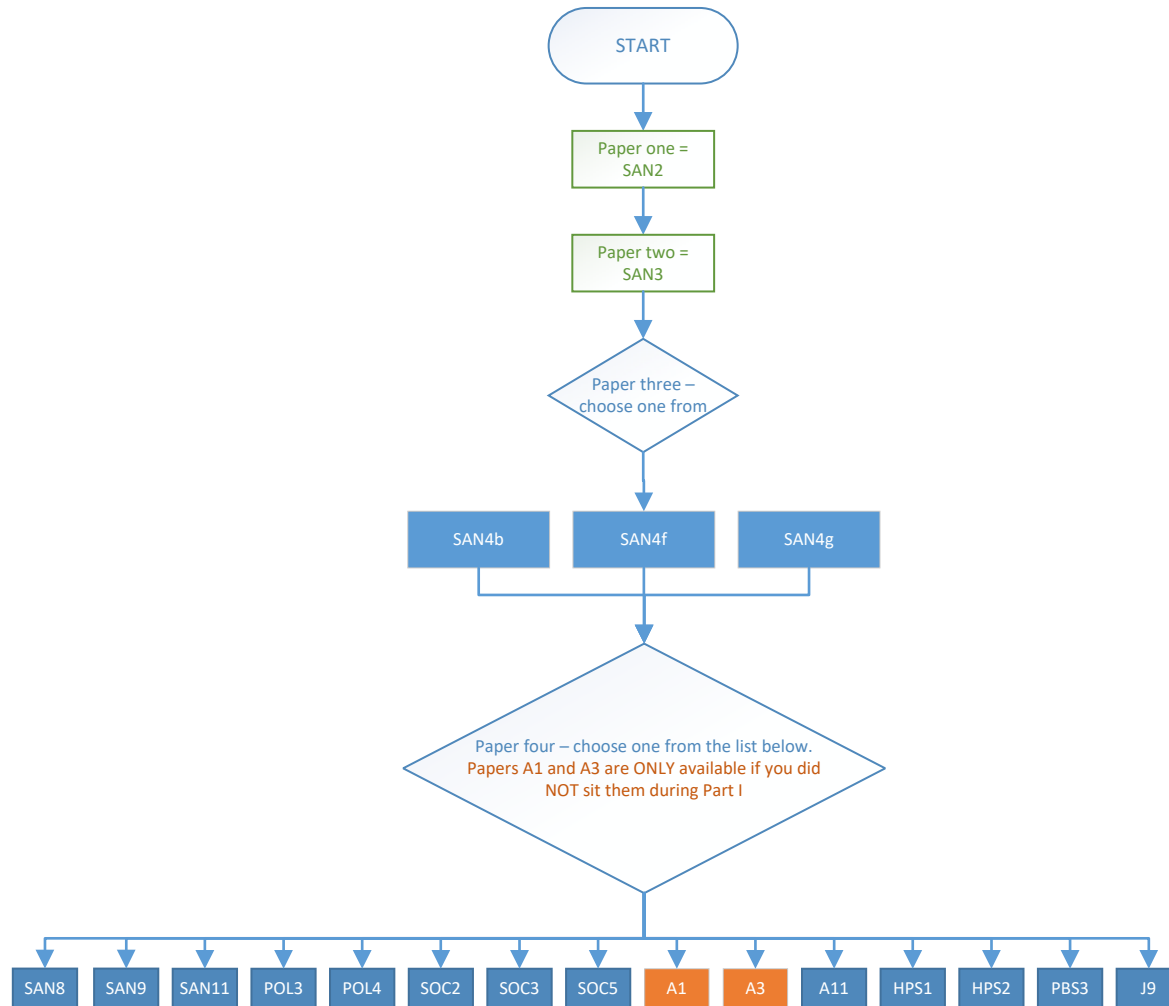 START
Paper one =
SAN2
Paper two =
SAN3
Paper three –
choose one from
SAN4b
SAN4f
SAN4g
Paper four – choose one from the list below.
Papers A1 and A3 are ONLY available if you did
NOT sit them during Part I
SAN8
SAN9
SAN11
POL3
POL4
SOC2
SOC3
SOC5
A1
A3
A11
HPS1
HPS2
PBS3
J9